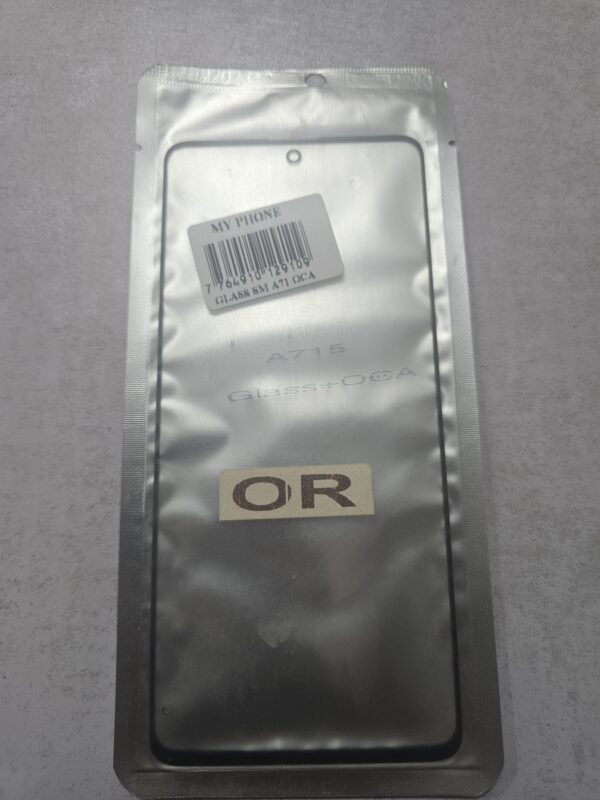 MY PHONE
7 764910 129109
GLASS SM A71 OCA
A715
Glass+OCA
OR